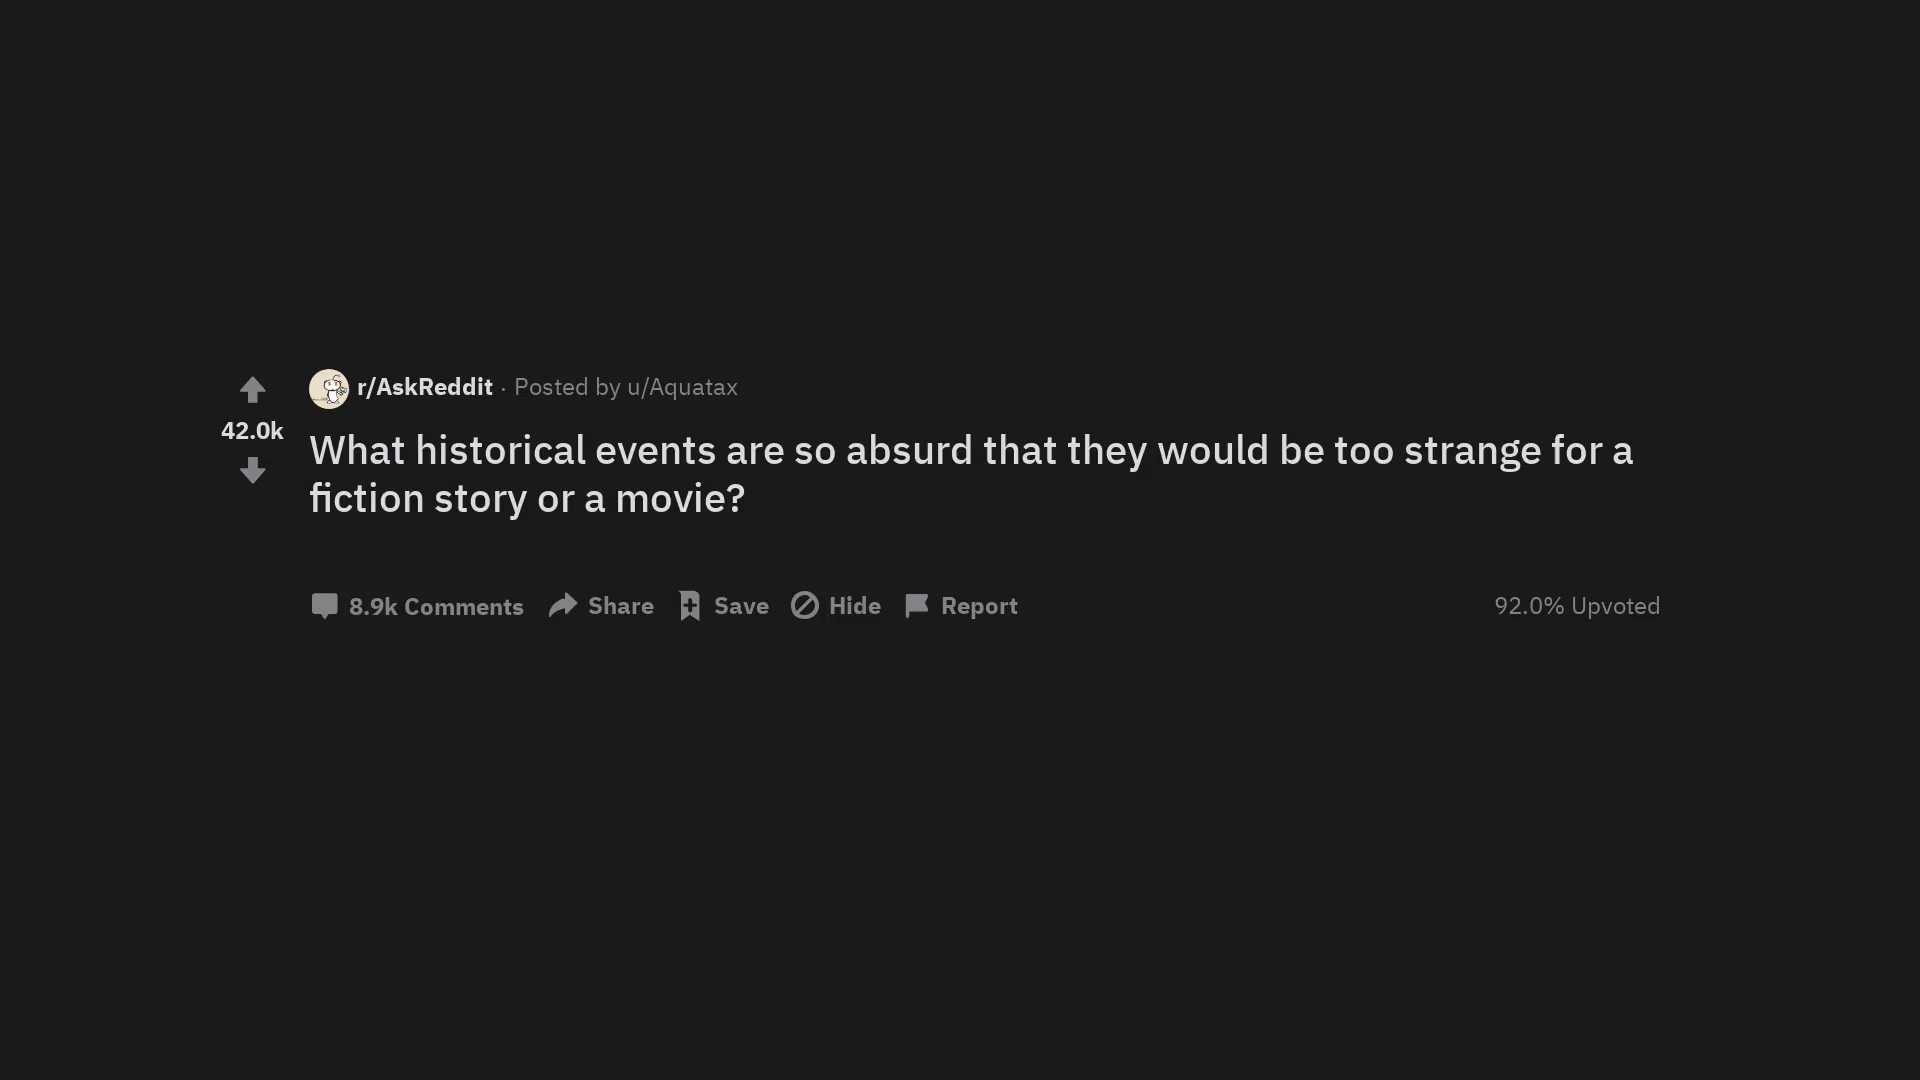 r/AskReddit · Posted by u/Aquatax
42.0k
What historical events are so absurd that they would be too strange for a
fiction story or a movie?
8.9k Comments Share Save Hide Report 92.0% Upvoted